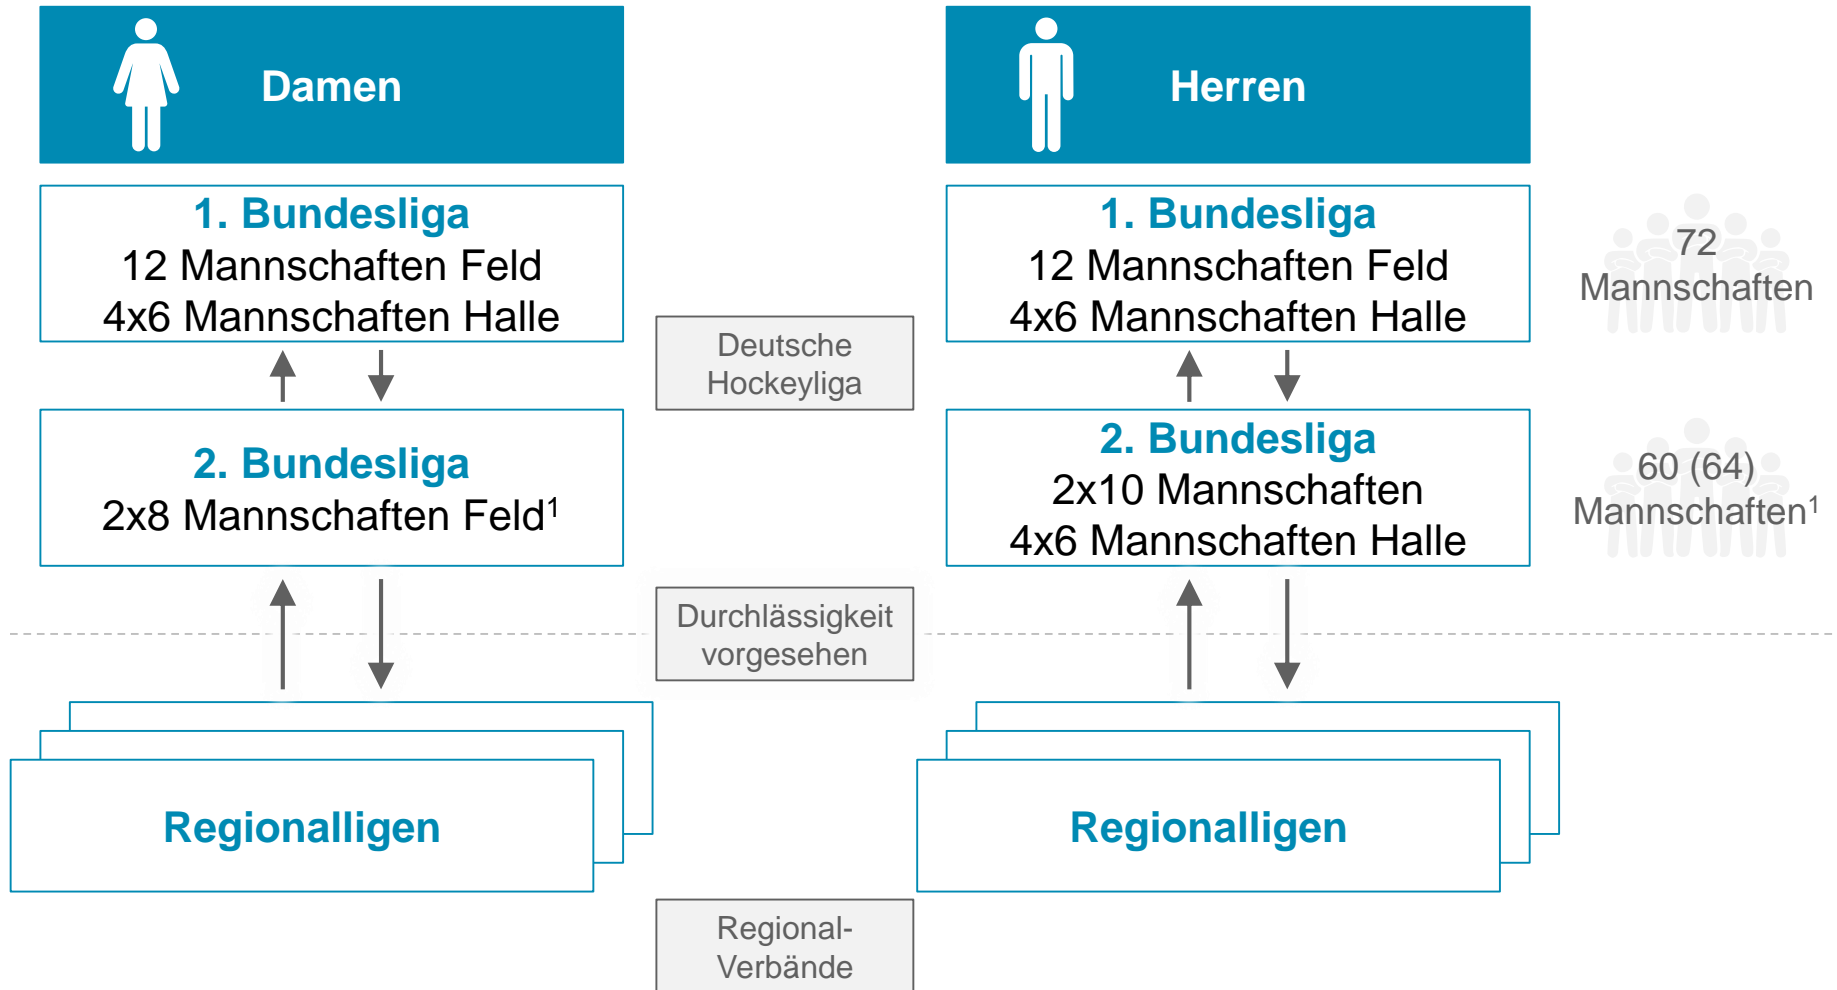 Damen
Herren
1. Bundesliga
12 Mannschaften Feld
4x6 Mannschaften Halle
1. Bundesliga
12 Mannschaften Feld
4x6 Mannschaften Halle
72
Mannschaften
Deutsche
Hockeyliga
2. Bundesliga
2x8 Mannschaften Feld¹
2. Bundesliga
2x10 Mannschaften
4x6 Mannschaften Halle
60 (64)
Mannschaften¹
Durchlässigkeit
vorgesehen
Regionalligen
Regionalligen
Regional-
Verbände